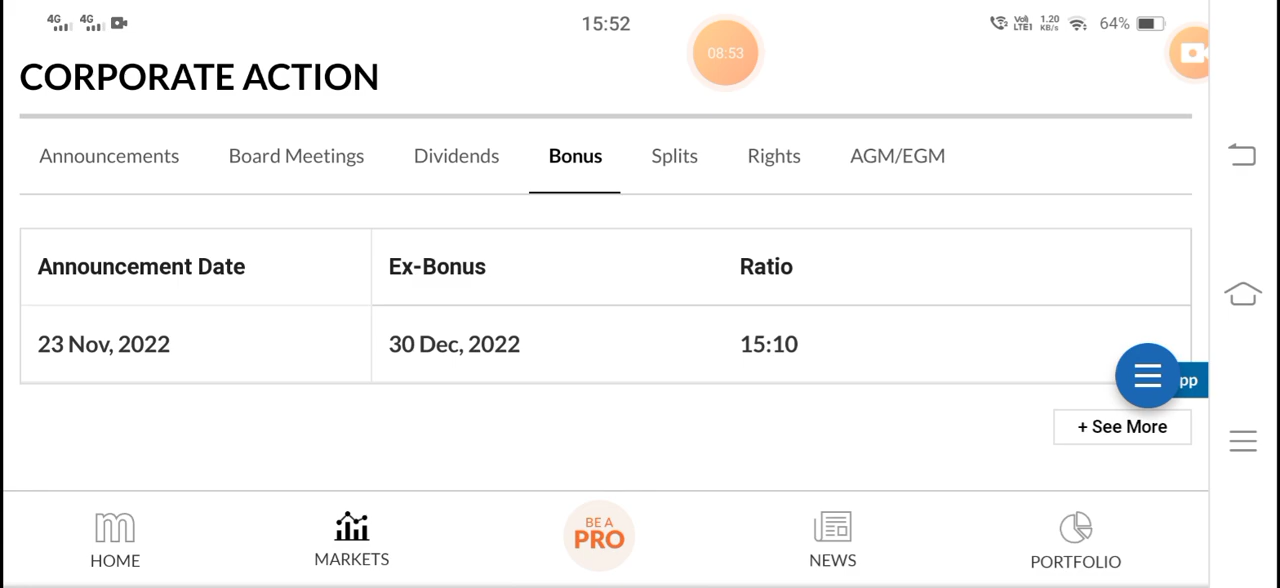 4G 4G 15:52 08:53 Vo) LTE1 1.20 KB/s 64%
CORPORATE ACTION
Announcements Board Meetings Dividends Bonus Splits Rights AGM/EGM
Announcement Date Ex-Bonus Ratio
23 Nov, 2022 30 Dec, 2022 15:10
pp
+ See More
m BE A PRO
HOME MARKETS NEWS PORTFOLIO